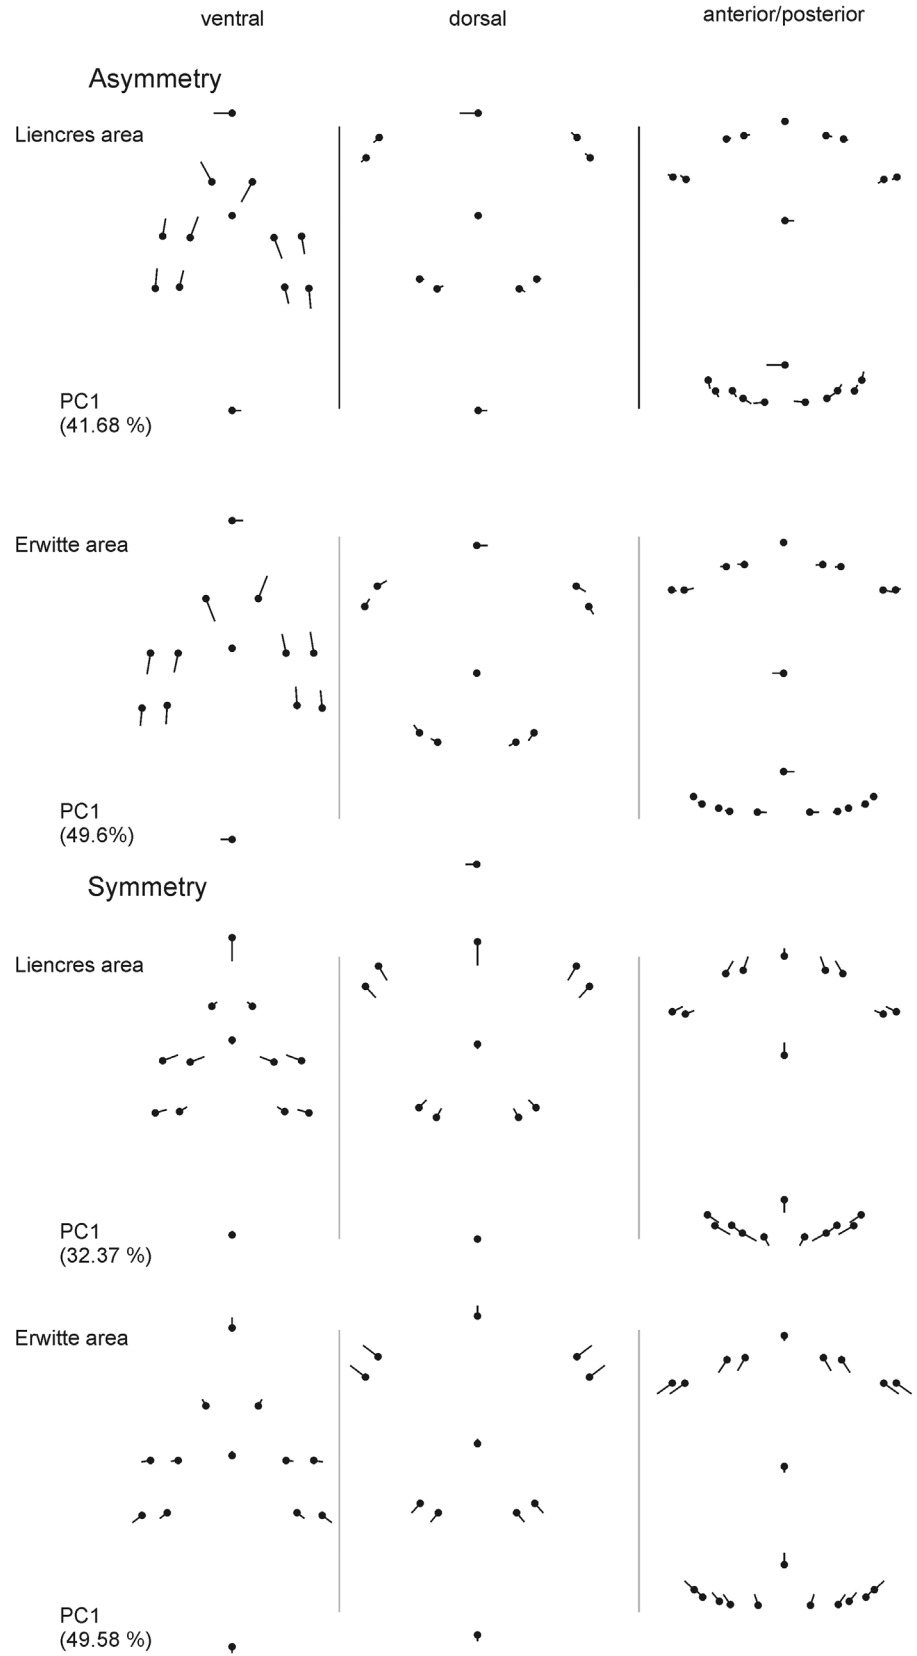 ventral dorsal anterior/posterior
Asymmetry
Liencres area
PC1
(41.68 %)
Erwitte area
PC1
(49.6%)
Symmetry
Liencres area
PC1
(32.37 %)
Erwitte area
PC1
(49.58 %)